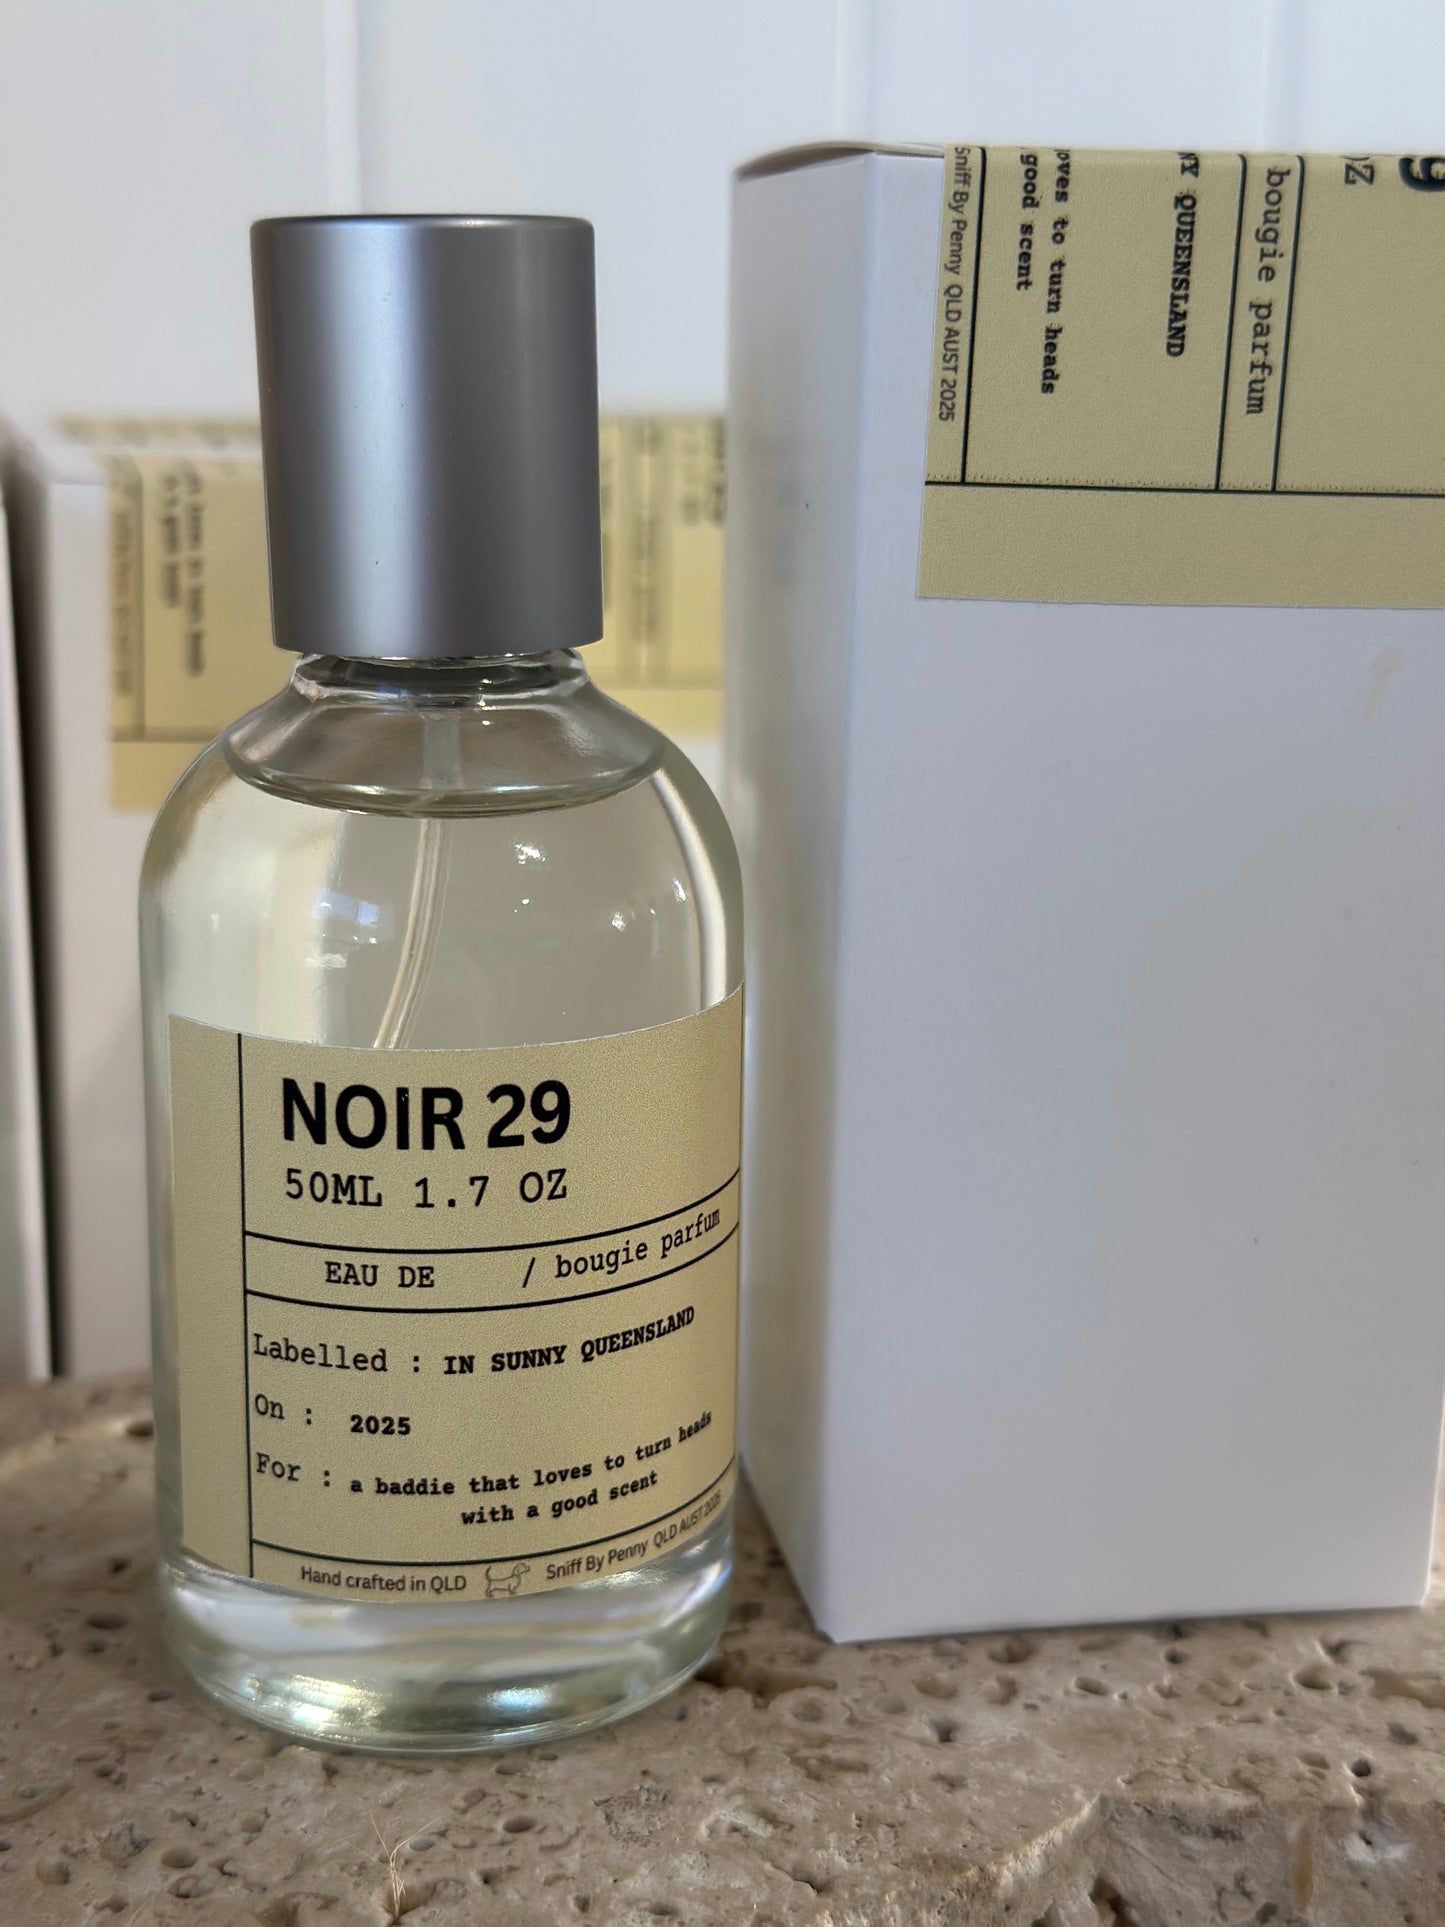 NOIR 29
50ML 1.7 OZ
EAU DE / bougie parfum
Labelled : IN SUNNY QUEENSLAND
On : 2025
For : a baddie that loves to turn heads
with a good scent
Hand crafted in QLD Sniff By Penny QLD AUST 2025
9
OZ
bougie parfum
QUEENSLAND
to turn heads
good scent
Sniff By Penny QLD AUST 2025